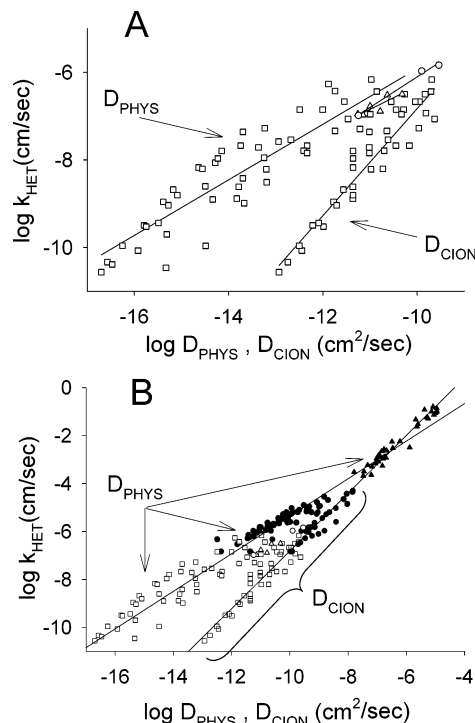 A
-6
-8
-10
log k_HET(cm/sec)
D_PHYS
D_CION
-16
-14
-12
-10
log D_PHYS , D_CION (cm²/sec)
B
0
-2
-4
-6
-8
-10
log k_HET(cm/sec)
D_PHYS
D_CION
-16
-14
-12
-10
-8
-6
-4
log D_PHYS , D_CION (cm²/sec)